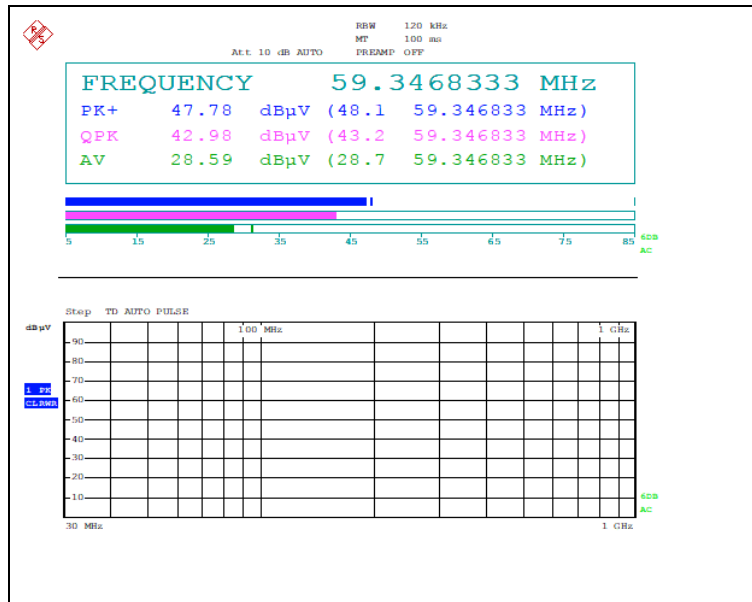 R S
RBW 120 kHz
MT 100 ms
Att 10 dB AUTO PREAMP OFF
FREQUENCY 59.3468333 MHz
PK+ 47.78 dBµV (48.1 59.346833 MHz)
QPK 42.98 dBµV (43.2 59.346833 MHz)
AV 28.59 dBµV (28.7 59.346833 MHz)
5 15 25 35 45 55 65 75 85
6DB
AC
Step TD AUTO PULSE
dBµV 100 MHz 1 GHz
90
80
70
1 PK
CLRWR
60
50
40
30
20
10
6DB
AC
30 MHz 1 GHz